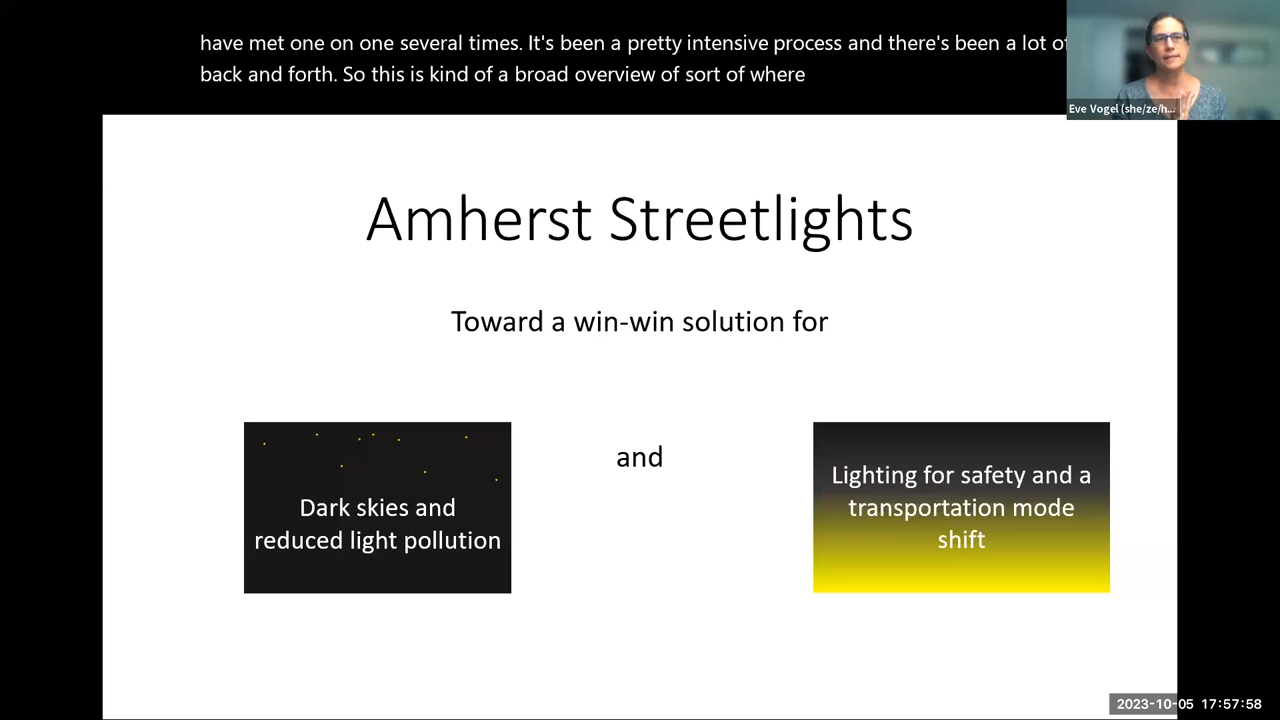 have met one on one several times. It's been a pretty intensive process and there's been a lot of
back and forth. So this is kind of a broad overview of sort of where
Eve Vogel (she/ze/h...
Amherst Streetlights
Toward a win-win solution for
Dark skies and
reduced light pollution
and
Lighting for safety and a
transportation mode
shift
2023-10-05 17:57:58